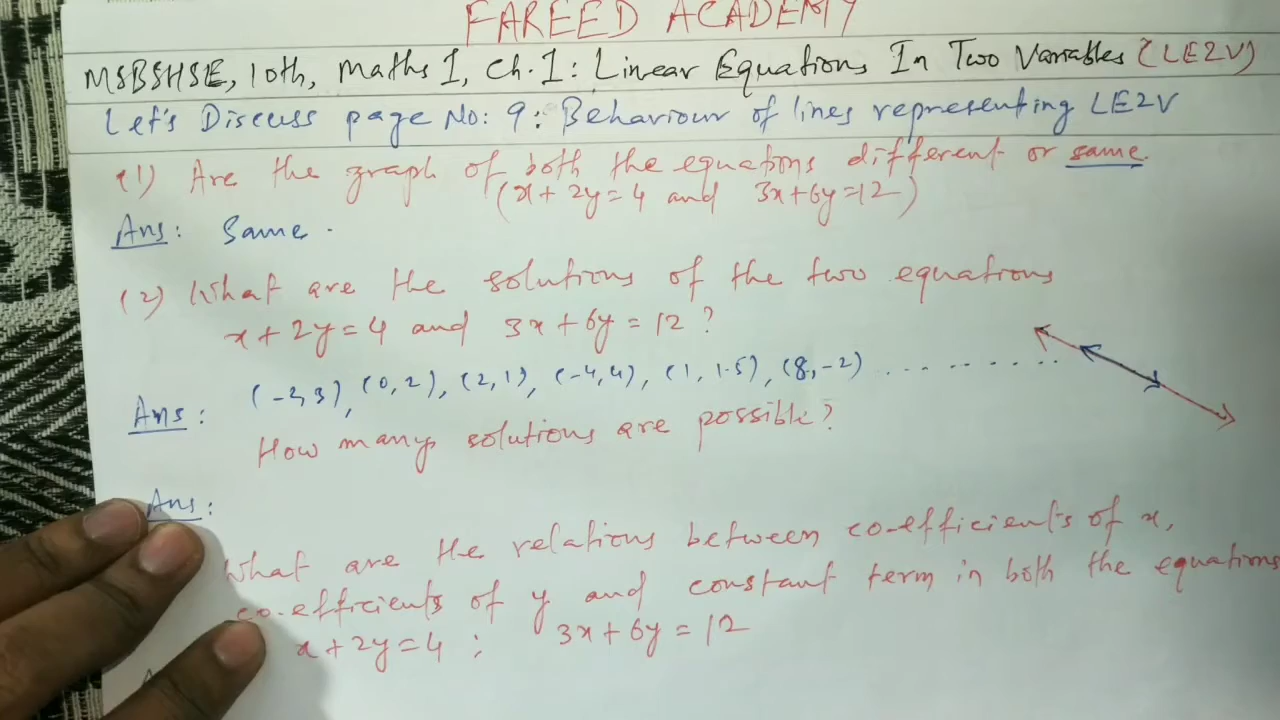 FAREED ACADEMY
MSBSHSE, 10th, Maths I, Ch. 1: Linear Equations In Two Variables (LE2V)
Let's Discuss page No: 9: Behaviour of lines representing LE2V
(1) Are the graph of both the equations different or same.
(x + 2y = 4 and 3x + 6y = 12)
Ans: Same.
(2) What are the solutions of the two equations
x + 2y = 4 and 3x + 6y = 12?
Ans: (-2,3), (0,2), (2,1), (-4,4), (1, 1.5), (8,-2) ..........
How many solutions are possible?
Ans:
What are the relations between co-efficients of x,
co-efficients of y and constant term in both the equations
x + 2y = 4 ; 3x + 6y = 12